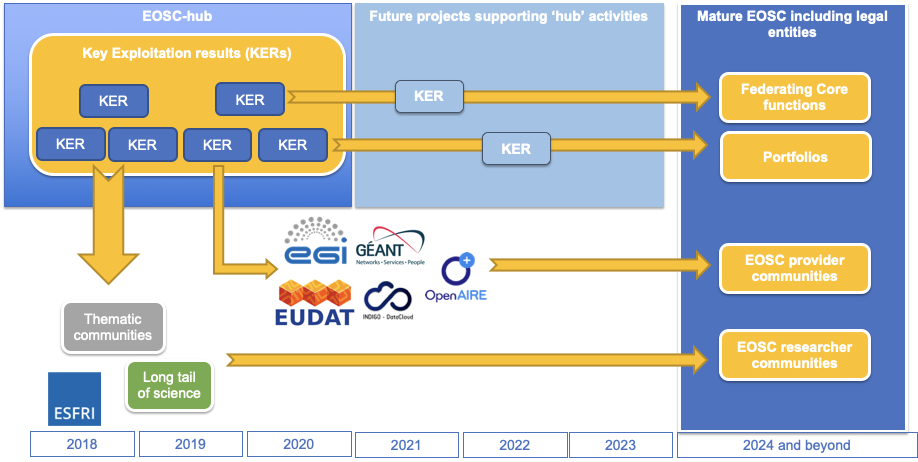 EOSC-hub
Key Exploitation results (KERs)
KER
KER
KER
KER
KER
KER
Future projects supporting ‘hub’ activities
KER
KER
Mature EOSC including legal
entities
Federating Core
functions
Portfolios
EOSC provider
communities
EOSC researcher
communities
egi
GÉANT
Networks • Services • People
EUDAT
INDIGO - DataCloud
OpenAIRE
Thematic
communities
Long tail
of science
ESFRI
2018
2019
2020
2021
2022
2023
2024 and beyond